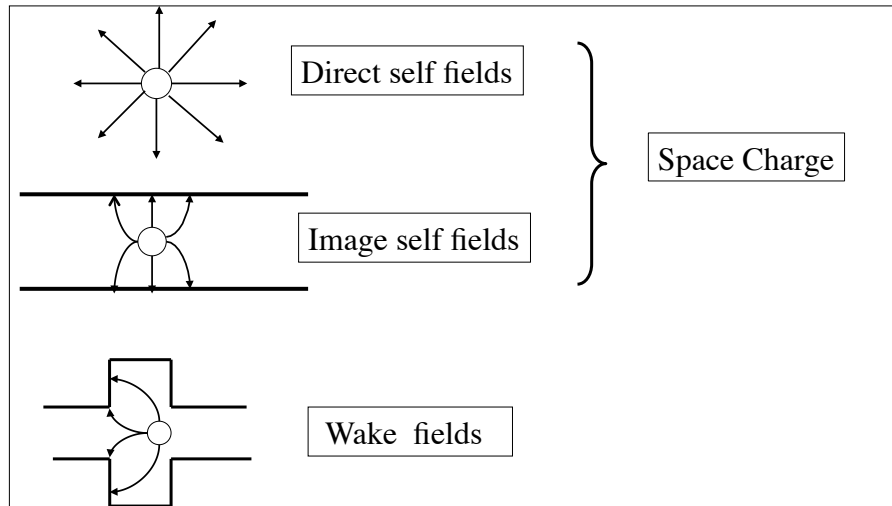 Direct self fields
Space Charge
Image self fields
Wake fields